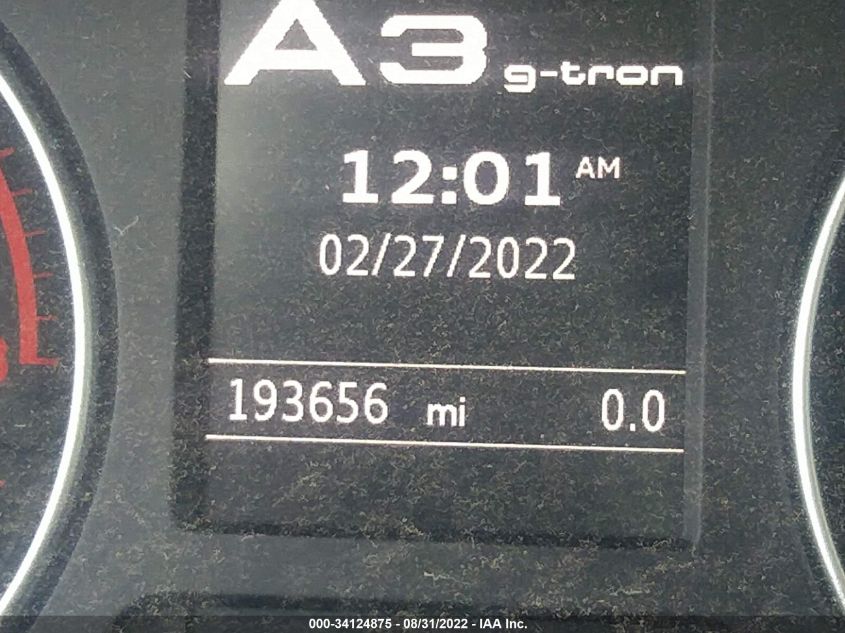 A3 g-tron
12:01 AM
02/27/2022
193656 mi 0.0
000-34124875 - 08/31/2022 - IAA Inc.